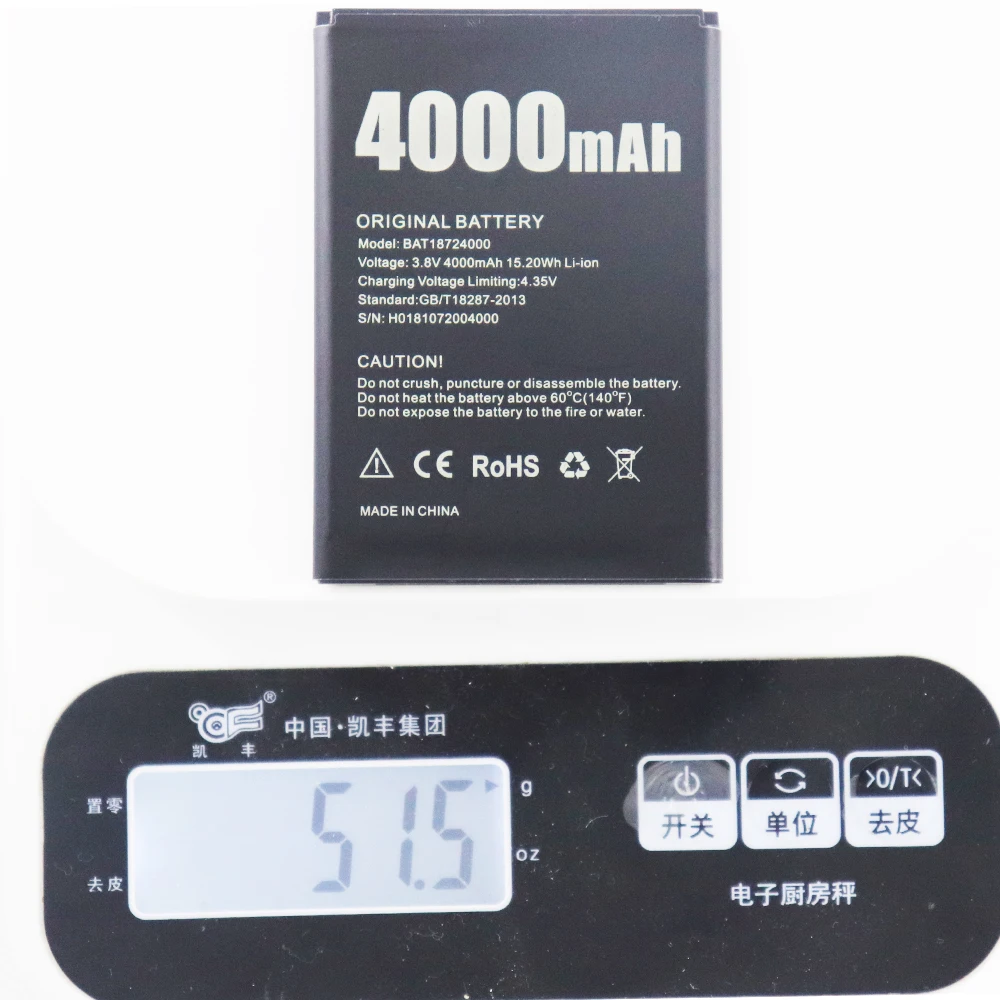 4000mAh
ORIGINAL BATTERY
Model: BAT18724000
Voltage: 3.8V 4000mAh 15.20Wh Li-ion
Charging Voltage Limiting:4.35V
Standard:GB/T18287-2013
S/N: H0181072004000
CAUTION!
Do not crush, puncture or disassemble the battery.
Do not heat the battery above 60°C(140°F)
Do not expose the battery to the fire or water.
CE RoHS
MADE IN CHINA
® 中国·凯丰集团
凯丰
置零
51.5 g
oz
去皮
>0/T<
开关 单位 去皮
电子厨房秤